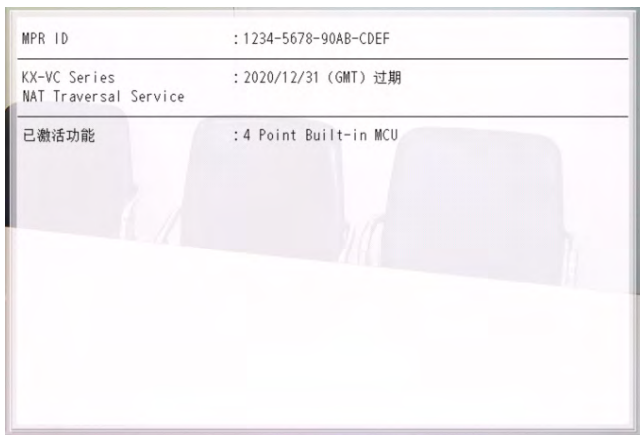 MPR ID : 1234-5678-90AB-CDEF
KX-VC Series : 2020/12/31 (GMT) 过期
NAT Traversal Service
已激活功能 : 4 Point Built-in MCU